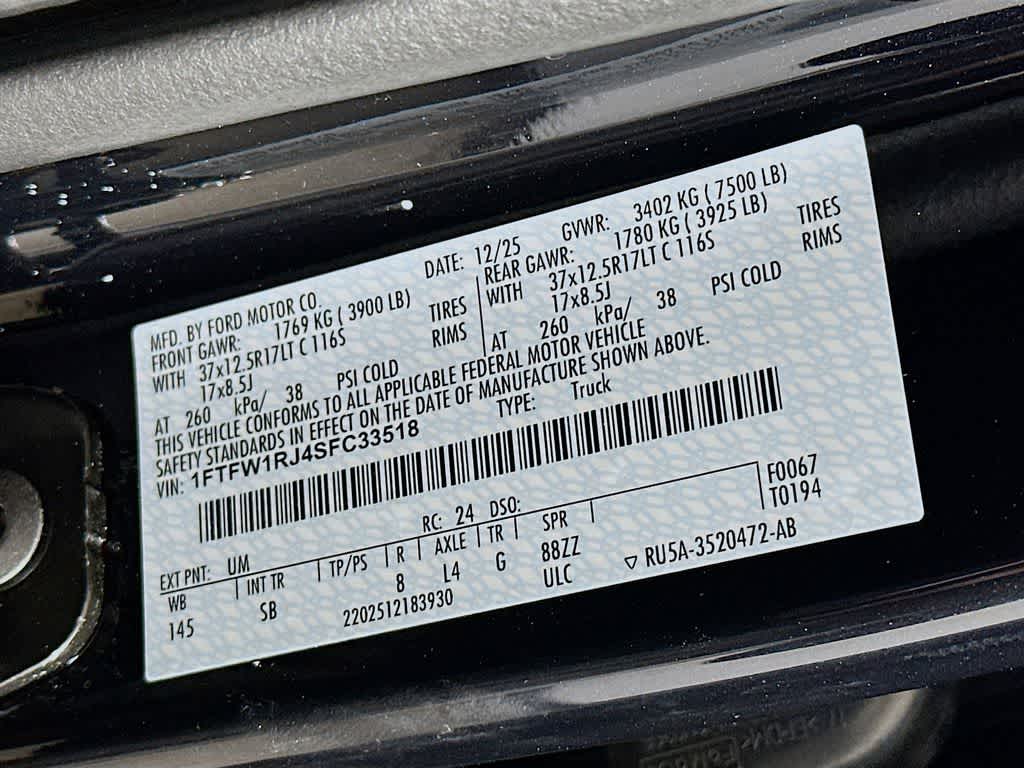 MFD. BY FORD MOTOR CO.
DATE: 12/25 GVWR: 3402 KG ( 7500 LB)
FRONT GAWR: 1769 KG ( 3900 LB)
WITH 37x12.5R17LT C 116S TIRES
17x8.5J RIMS
AT 260 kPa/ 38 PSI COLD
REAR GAWR: 1780 KG ( 3925 LB)
WITH 37x12.5R17LT C 116S TIRES
17x8.5J RIMS
AT 260 kPa/ 38 PSI COLD
THIS VEHICLE CONFORMS TO ALL APPLICABLE FEDERAL MOTOR VEHICLE
SAFETY STANDARDS IN EFFECT ON THE DATE OF MANUFACTURE SHOWN ABOVE.
VIN: 1FTFW1RJ4SFC33518 TYPE: Truck
F0067
T0194
EXT PNT: UM RC: 24 DSO:
WB INT TR TP/PS R AXLE TR SPR
145 SB 8 L4 G 88ZZ
2202512183930 ULC RU5A-3520472-AB